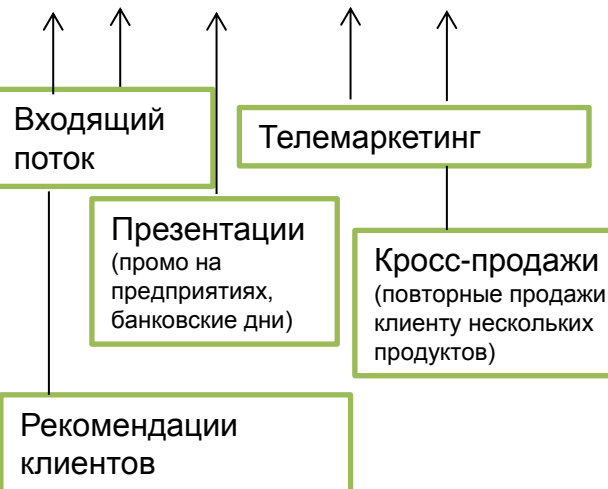 Входящий
поток
Телемаркетинг
Презентации
(промо на
предприятиях,
банковские дни)
Кросс-продажи
(повторные продажи
клиенту нескольких
продуктов)
Рекомендации
клиентов